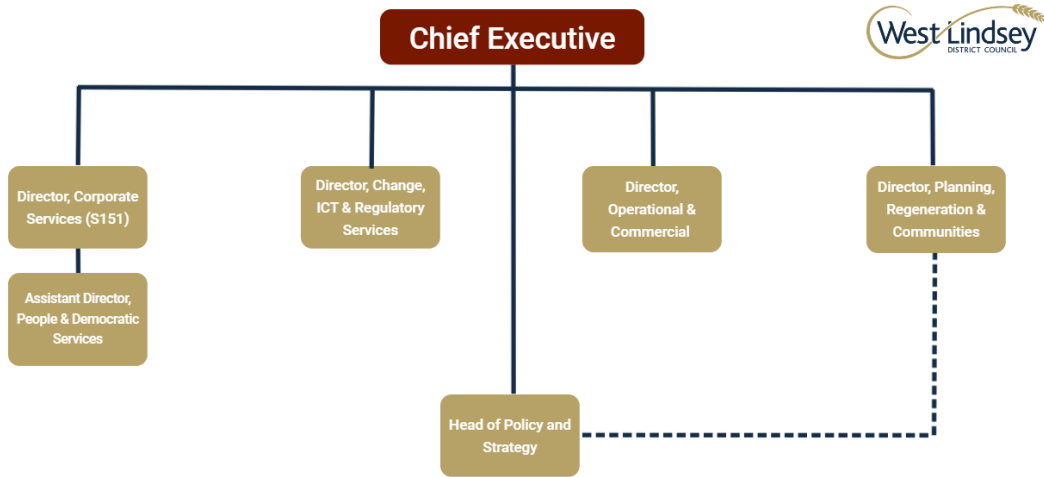 Chief Executive
West Lindsey
DISTRICT COUNCIL
Director, Corporate
Services (S151)
Director, Change,
ICT & Regulatory
Services
Director,
Operational &
Commercial
Director, Planning,
Regeneration &
Communities
Assistant Director,
People & Democratic
Services
Head of Policy and
Strategy